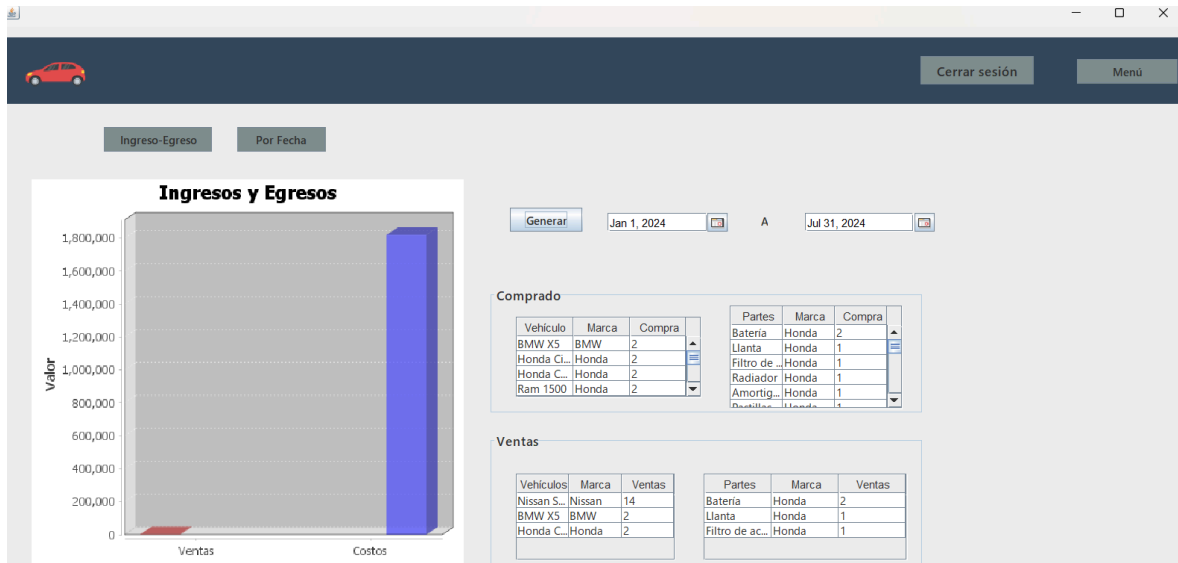 Cerrar sesión
Menú
Ingreso-Egreso
Por Fecha
Ingresos y Egresos
Valor
1,800,000
1,600,000
1,400,000
1,200,000
1,000,000
800,000
600,000
400,000
200,000
0
Ventas
Costos
Generar
Jan 1, 2024
A
Jul 31, 2024
Comprado
Vehículo Marca Compra
BMW X5 BMW 2
Honda Ci... Honda 2
Honda C... Honda 2
Ram 1500 Honda 2
Partes Marca Compra
Batería Honda 2
Llanta Honda 1
Filtro de ... Honda 1
Radiador Honda 1
Amortig... Honda 1
Pastillas Honda 1
Ventas
Vehículos Marca Ventas
Nissan S... Nissan 14
BMW X5 BMW 2
Honda C... Honda 2
Partes Marca Ventas
Batería Honda 2
Llanta Honda 1
Filtro de ac... Honda 1